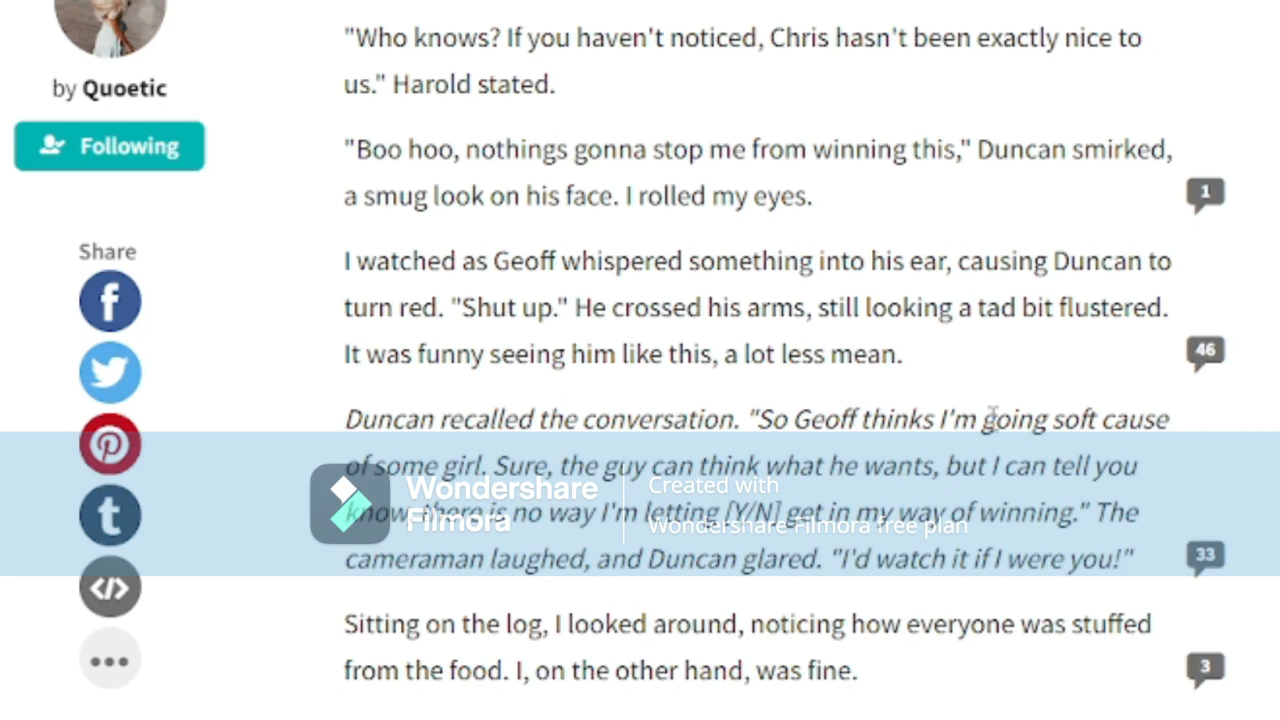 "Who knows? If you haven't noticed, Chris hasn't been exactly nice to
us." Harold stated.
by Quoetic
Following
"Boo hoo, nothings gonna stop me from winning this," Duncan smirked,
a smug look on his face. I rolled my eyes.
1
Share
f
I watched as Geoff whispered something into his ear, causing Duncan to
turn red. "Shut up." He crossed his arms, still looking a tad bit flustered.
It was funny seeing him like this, a lot less mean.
46
Duncan recalled the conversation. "So Geoff thinks I'm going soft cause
of some girl. Sure, the guy can think what he wants, but I can tell you
know, there is no way I'm letting [Y/N] get in my way of winning." The
cameraman laughed, and Duncan glared. "I'd watch it if I were you!"
33
Wondershare
Filmora
Created with
Wondershare Filmora free plan
t
</>
Sitting on the log, I looked around, noticing how everyone was stuffed
from the food. I, on the other hand, was fine.
3